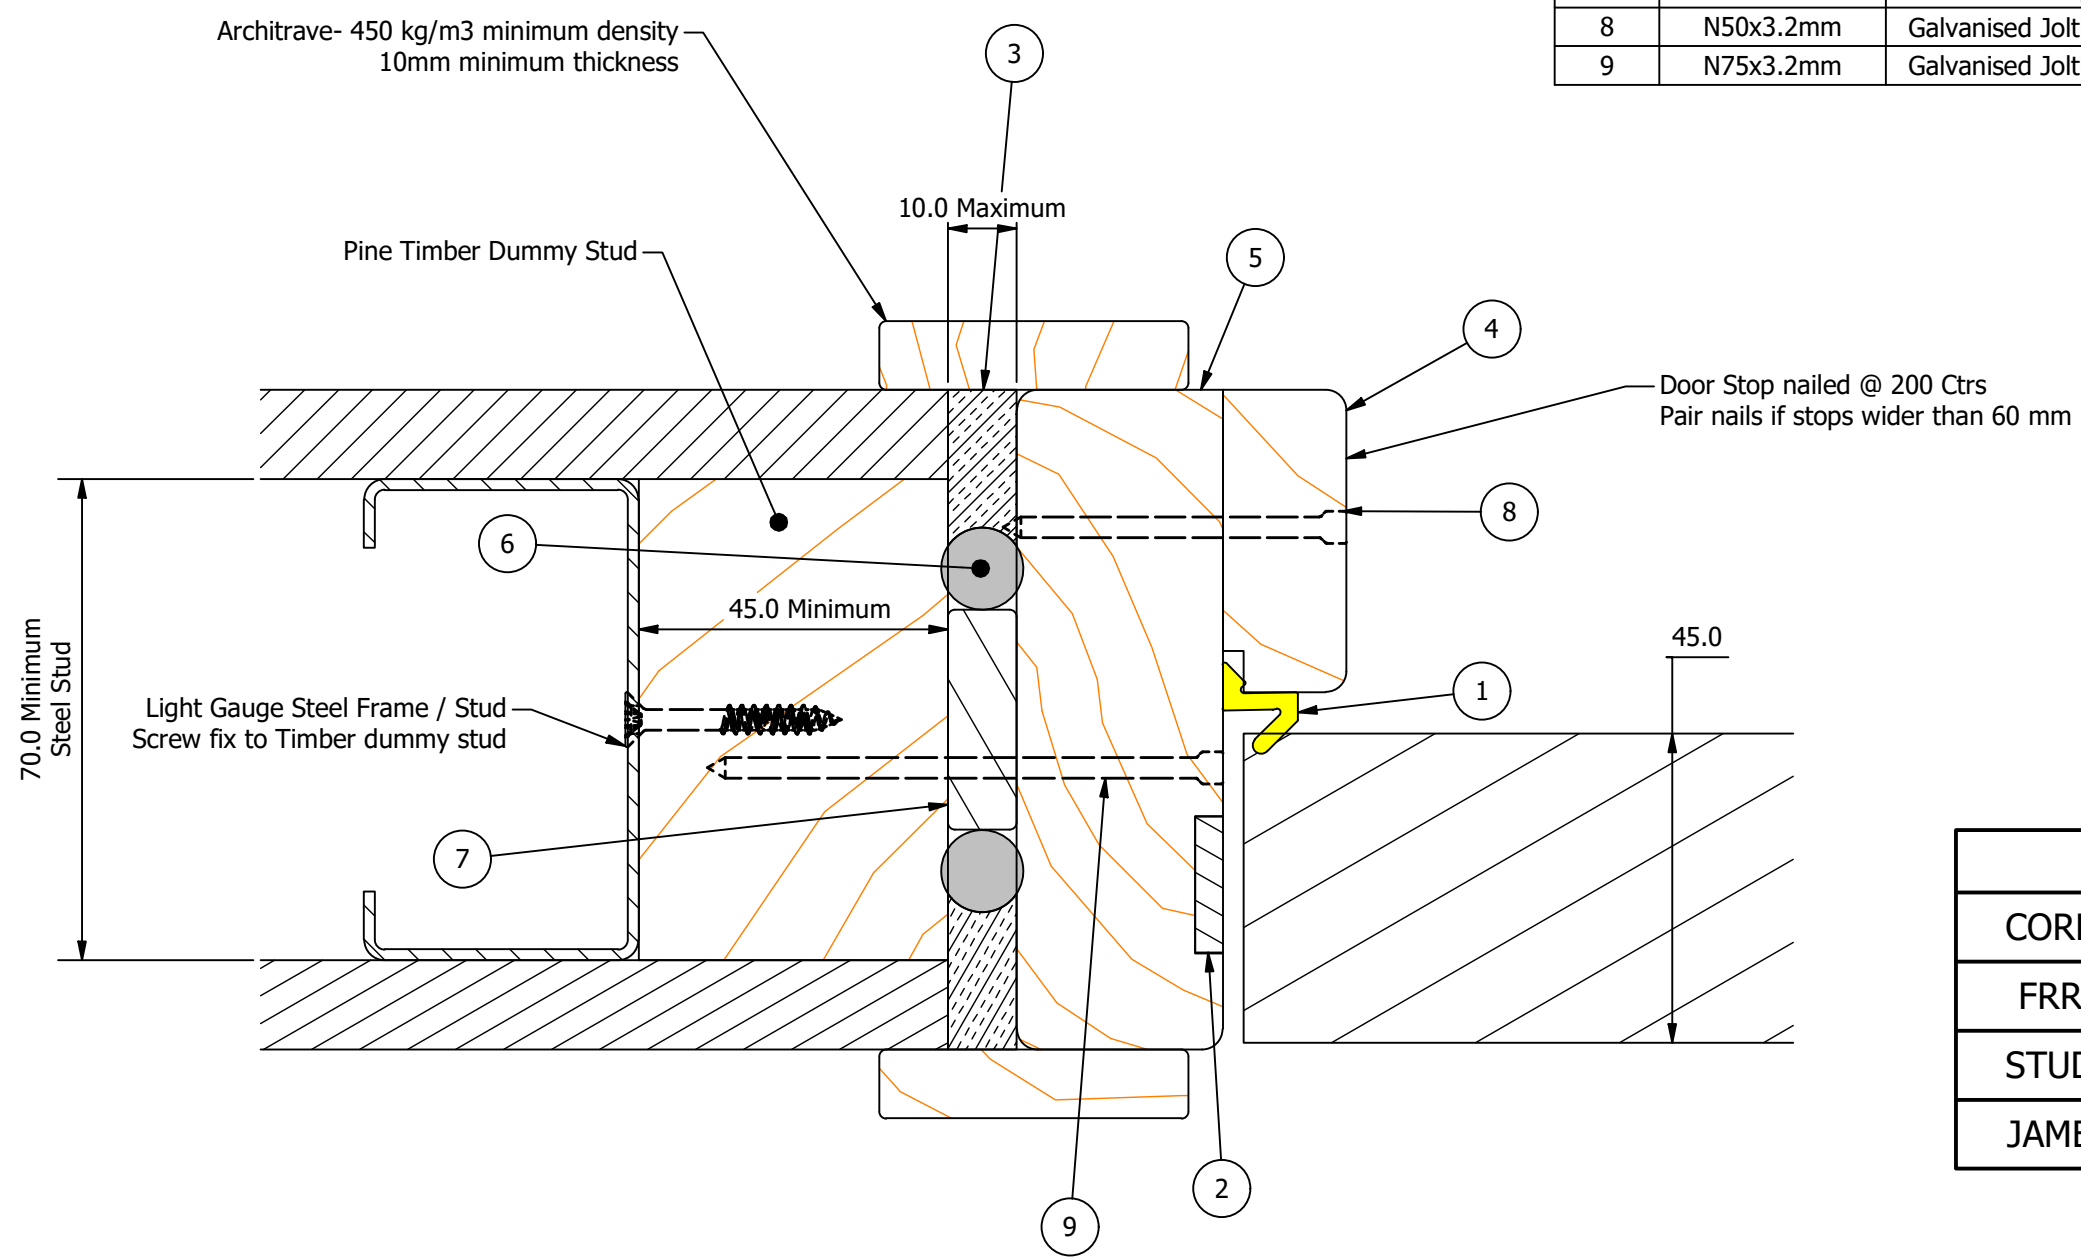 Architrave- 450 kg/m3 minimum density
10mm minimum thickness
3
8 N50x3.2mm Galvanised Jolt
9 N75x3.2mm Galvanised Jolt
10.0 Maximum
Pine Timber Dummy Stud
5
4
Door Stop nailed @ 200 Ctrs
Pair nails if stops wider than 60 mm
8
6
45.0 Minimum
45.0
70.0 Minimum
Steel Stud
1
Light Gauge Steel Frame / Stud
Screw fix to Timber dummy stud
7
2
9
FRR
STUD